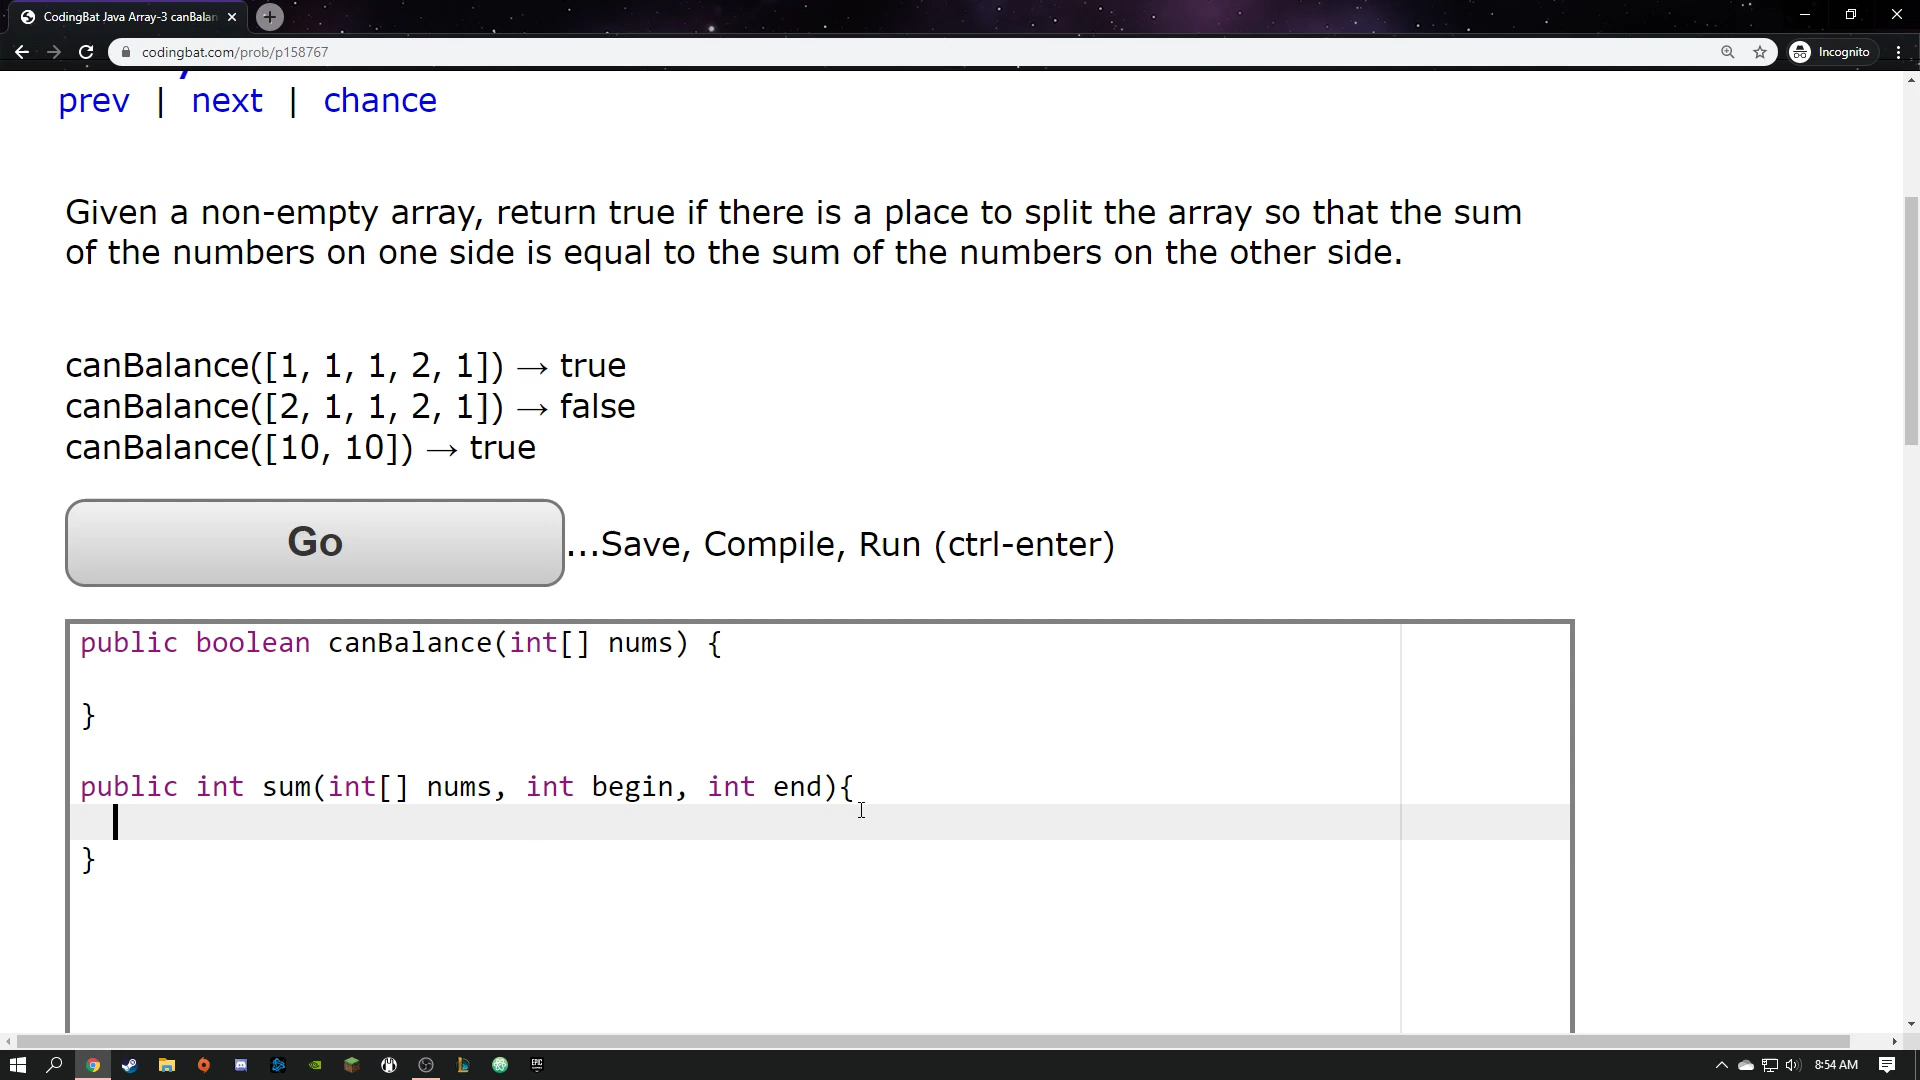 CodingBat Java Array-3 canBalan
codingbat.com/prob/p158767
Incognito
prev | next | chance
Given a non-empty array, return true if there is a place to split the array so that the sum
of the numbers on one side is equal to the sum of the numbers on the other side.
canBalance([1, 1, 1, 2, 1]) → true
canBalance([2, 1, 1, 2, 1]) → false
canBalance([10, 10]) → true
Go ...Save, Compile, Run (ctrl-enter)
public boolean canBalance(int[] nums) {
}
public int sum(int[] nums, int begin, int end){
}
EPIC
8:54 AM